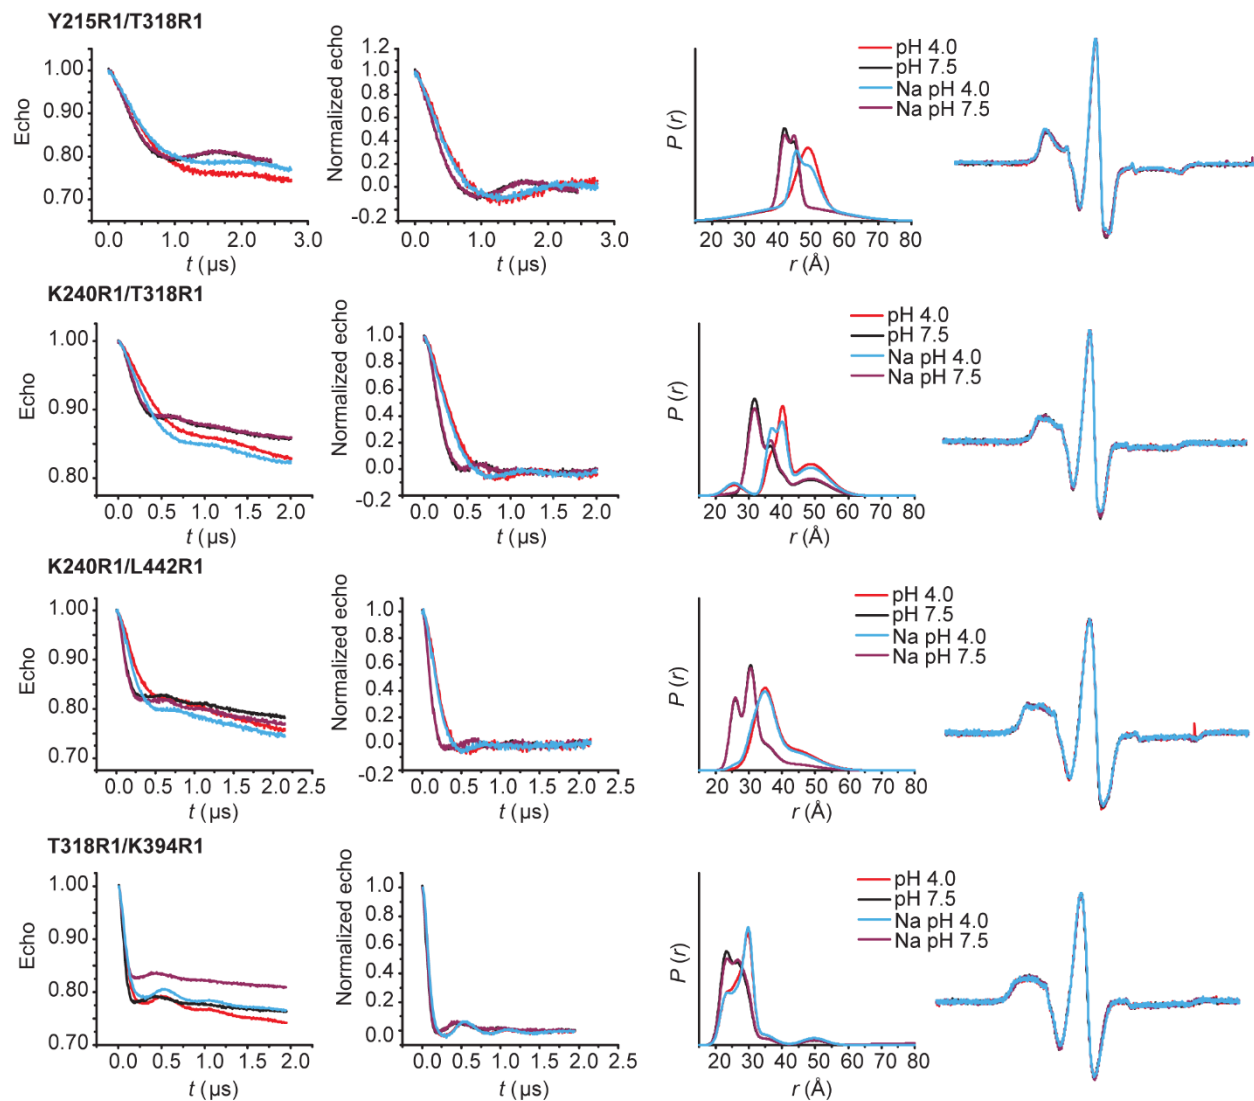 Y215R1/T318R1
Echo
1.00
0.90
0.80
0.70
0.0 1.0 2.0 3.0
t (µs)
Normalized echo
1.2
1.0
0.8
0.6
0.4
0.2
0.0
-0.2
0.0 1.0 2.0 3.0
t (µs)
P (r)
20 30 40 50 60 70 80
r (Å)
pH 4.0
pH 7.5
Na pH 4.0
Na pH 7.5
K240R1/T318R1
Echo
1.00
0.90
0.80
0.0 0.5 1.0 1.5 2.0
t (µs)
Normalized echo
1.0
0.8
0.6
0.4
0.2
0.0
-0.2
0.0 0.5 1.0 1.5 2.0
t (µs)
P (r)
20 30 40 50 60 70 80
r (Å)
pH 4.0
pH 7.5
Na pH 4.0
Na pH 7.5
K240R1/L442R1
Echo
1.00
0.90
0.80
0.70
0.0 0.5 1.0 1.5 2.0 2.5
t (µs)
Normalized echo
1.0
0.8
0.6
0.4
0.2
0.0
-0.2
0.0 0.5 1.0 1.5 2.0 2.5
t (µs)
P (r)
20 30 40 50 60 70 80
r (Å)
pH 4.0
pH 7.5
Na pH 4.0
Na pH 7.5
T318R1/K394R1
Echo
1.00
0.90
0.80
0.70
0.0 0.5 1.0 1.5 2.0
t (µs)
Normalized echo
1.0
0.8
0.6
0.4
0.2
0.0
0.0 0.5 1.0 1.5 2.0 2.5
t (µs)
P (r)
20 30 40 50 60 70 80
r (Å)
pH 4.0
pH 7.5
Na pH 4.0
Na pH 7.5